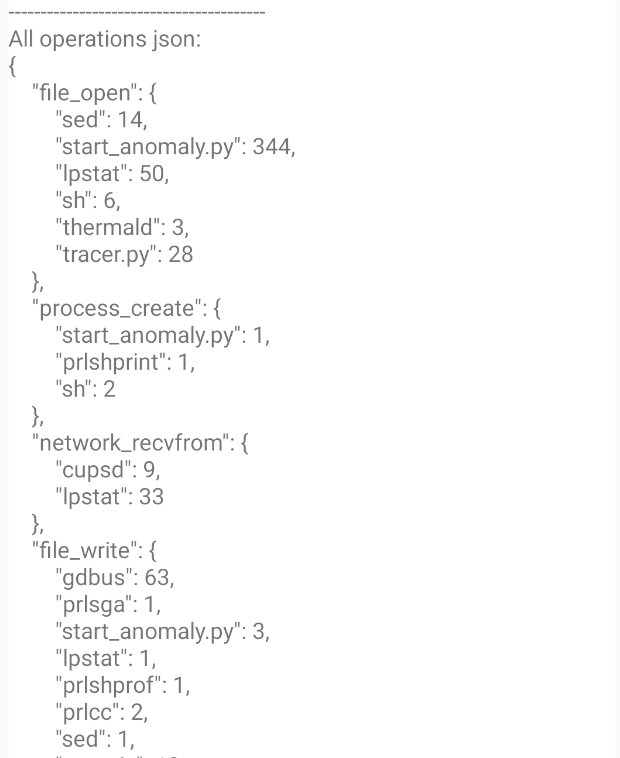 ----------------------------------------
All operations json:
{
    "file_open": {
        "sed": 14,
        "start_anomaly.py": 344,
        "lpstat": 50,
        "sh": 6,
        "thermald": 3,
        "tracer.py": 28
    },
    "process_create": {
        "start_anomaly.py": 1,
        "prlshprint": 1,
        "sh": 2
    },
    "network_recvfrom": {
        "cupsd": 9,
        "lpstat": 33
    },
    "file_write": {
        "gdbus": 63,
        "prlsga": 1,
        "start_anomaly.py": 3,
        "lpstat": 1,
        "prlshprof": 1,
        "prlcc": 2,
        "sed": 1,